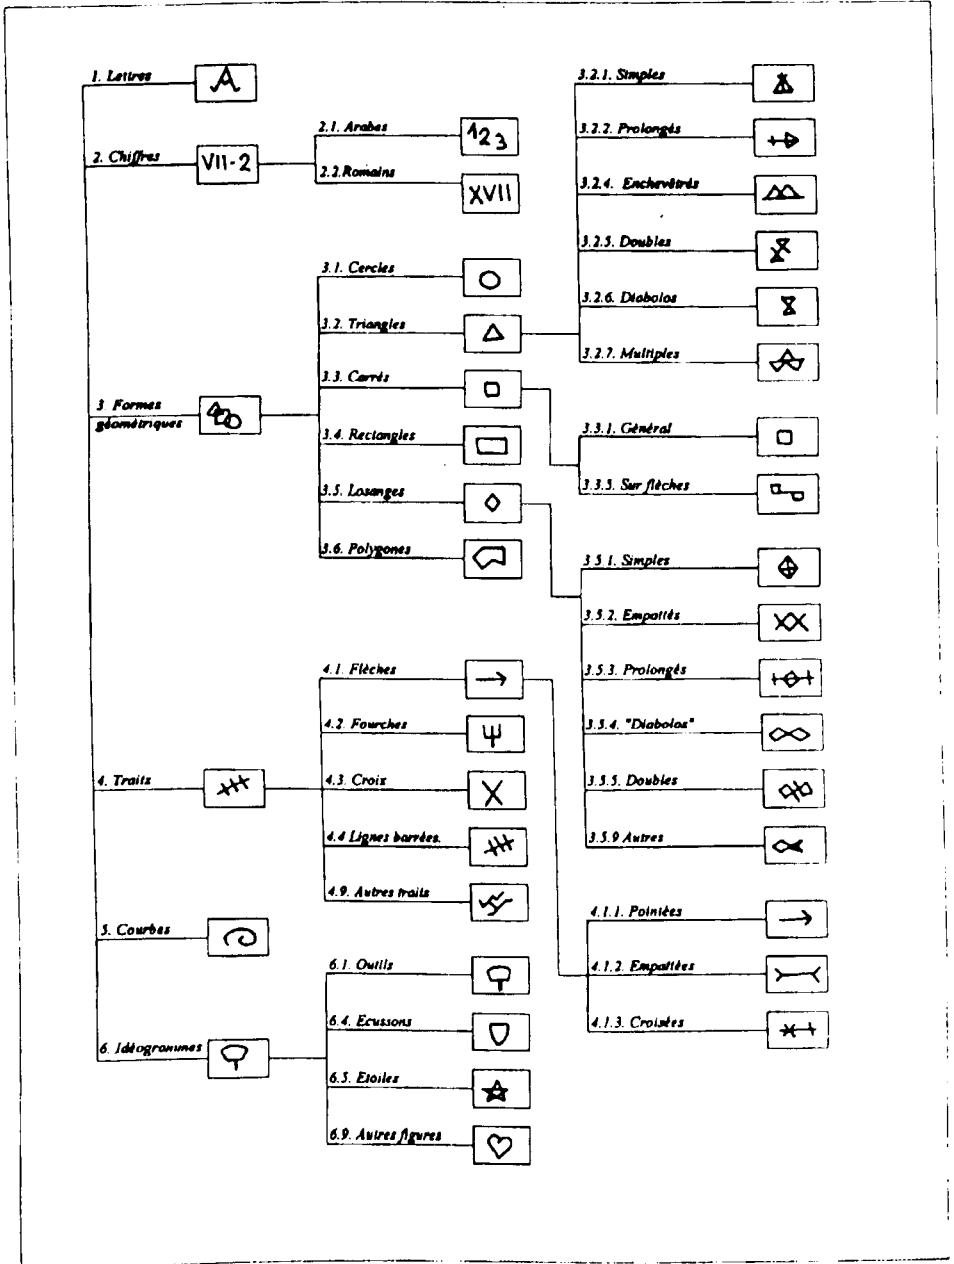 1. Lettres
A
2. Chiffres
VII-2
2.1. Arabes
123
2.2.Romains
XVII
3 Formes
géométriques
3.1. Cercles
3.2. Triangles
3.3. Carrés
3.4. Rectangles
3.5. Losanges
3.6. Polygones
3.2.1. Simples
3.2.2. Prolongés
3.2.4. Enchevêtrés
3.2.5. Doubles
3.2.6. Diabolos
3.2.7. Multiples
3.3.1. Général
3.3.5. Sur flèches
3.5.1. Simples
3.5.2. Empattés
3.5.3. Prolongés
3.5.4. "Diabolos"
3.5.5. Doubles
3.5.9 Autres
4. Traits
4.1. Flèches
4.2. Fourches
4.3. Croix
4.4 Lignes barrées.
4.9. Autres traits
4.1.1. Pointées
4.1.2. Empattées
4.1.3. Croisées
5. Courbes
6. Idéogrammes
6.1. Outils
6.4. Ecussons
6.5. Etoiles
6.9. Autres figures